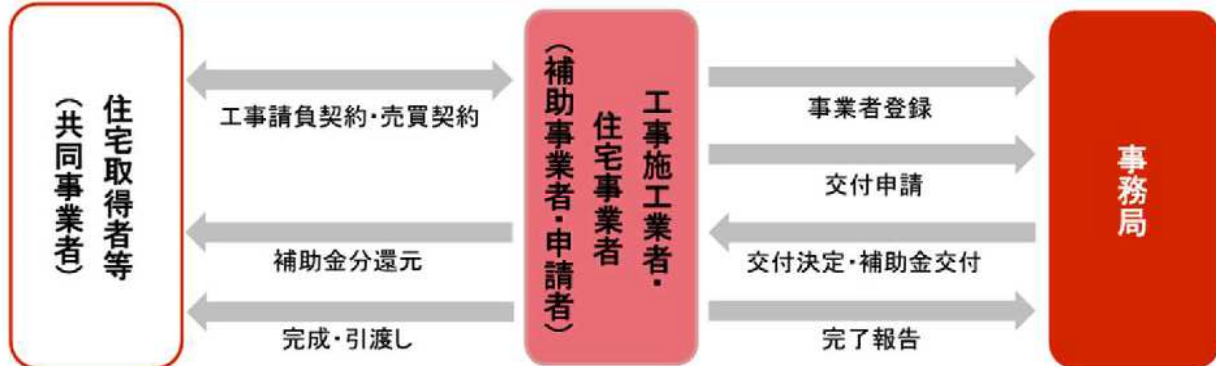 住宅取得者等
（共同事業者）
工事請負契約・売買契約
補助金分還元
完成・引渡し
工事施工業者・
住宅事業者
（補助事業者・申請者）
事業者登録
交付申請
交付決定・補助金交付
完了報告
事務局